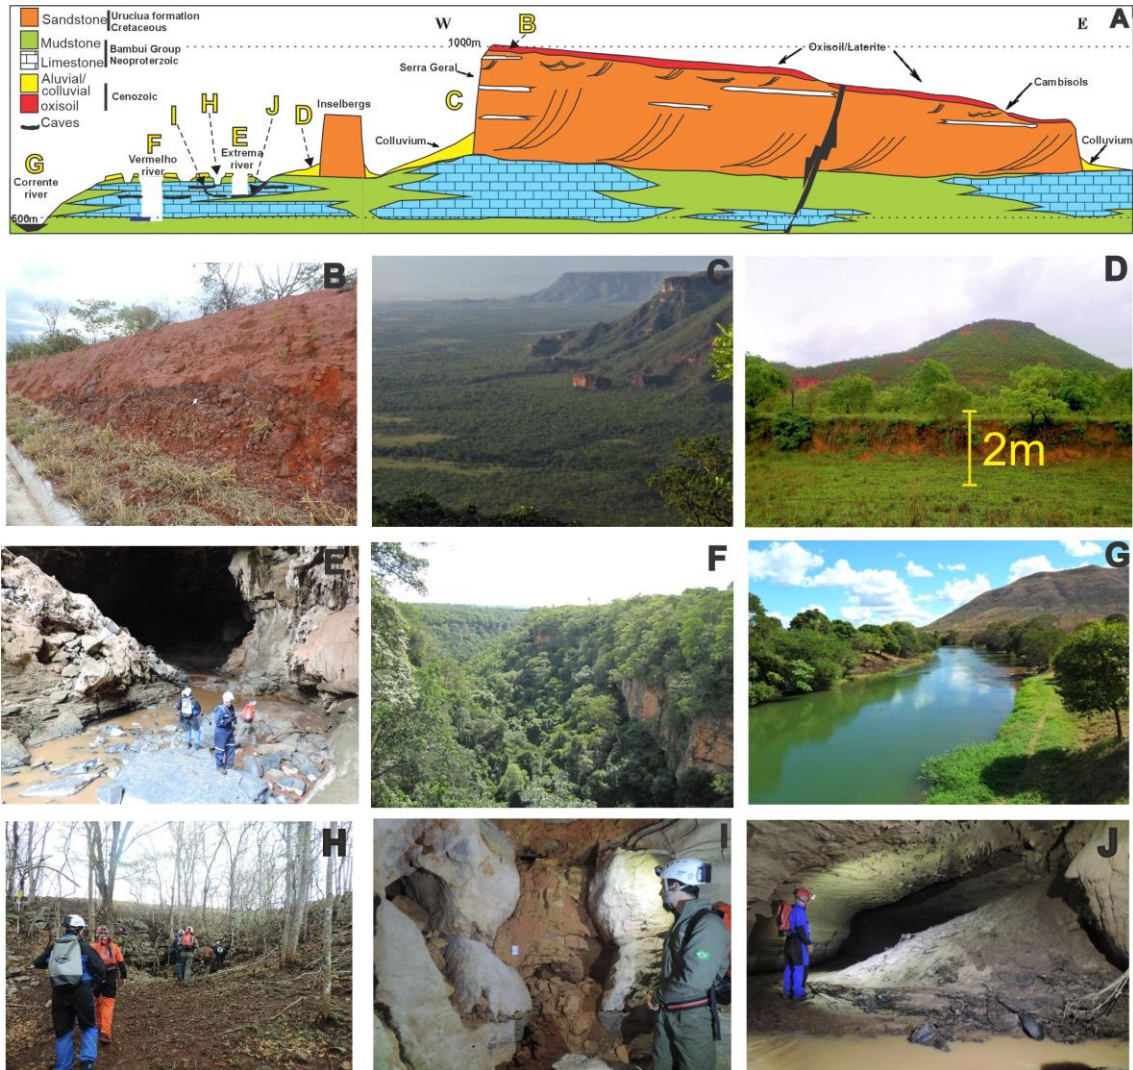 Sandstone
Uruciua formation
Cretaceous
Mudstone
Limestone
Bambui Group
Neoproterzoic
Aluvial/
colluvial
Cenozoic
oxisoil
Caves
W
E
A
1000m
B
Oxisoil/Laterite
Serra Geral
Cambisols
C
Inselbergs
I
H
J
D
F
E
Vermelho
river
Extrema
river
Colluvium
Colluvium
G
Corrente
river
500m
B
C
D
2m
E
F
G
H
I
J